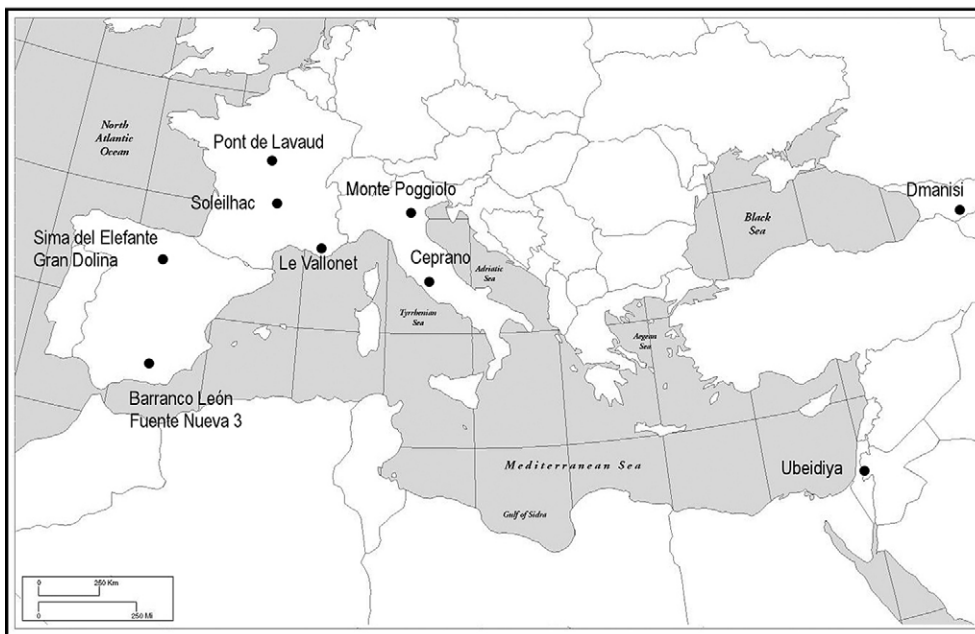 North
Atlantic
Ocean
Pont de Lavaud
Soleilhac
Monte Poggiolo
Dmanisi
Black
Sea
Sima del Elefante
Gran Dolina
Le Vallonet
Ceprano
Adriatic
Sea
Tyrrhenian
Sea
Aegean
Sea
Barranco León
Fuente Nueva 3
Mediterranean Sea
Ubeidiya
Gulf of Sidra
0 250 Km
0 250 Mi